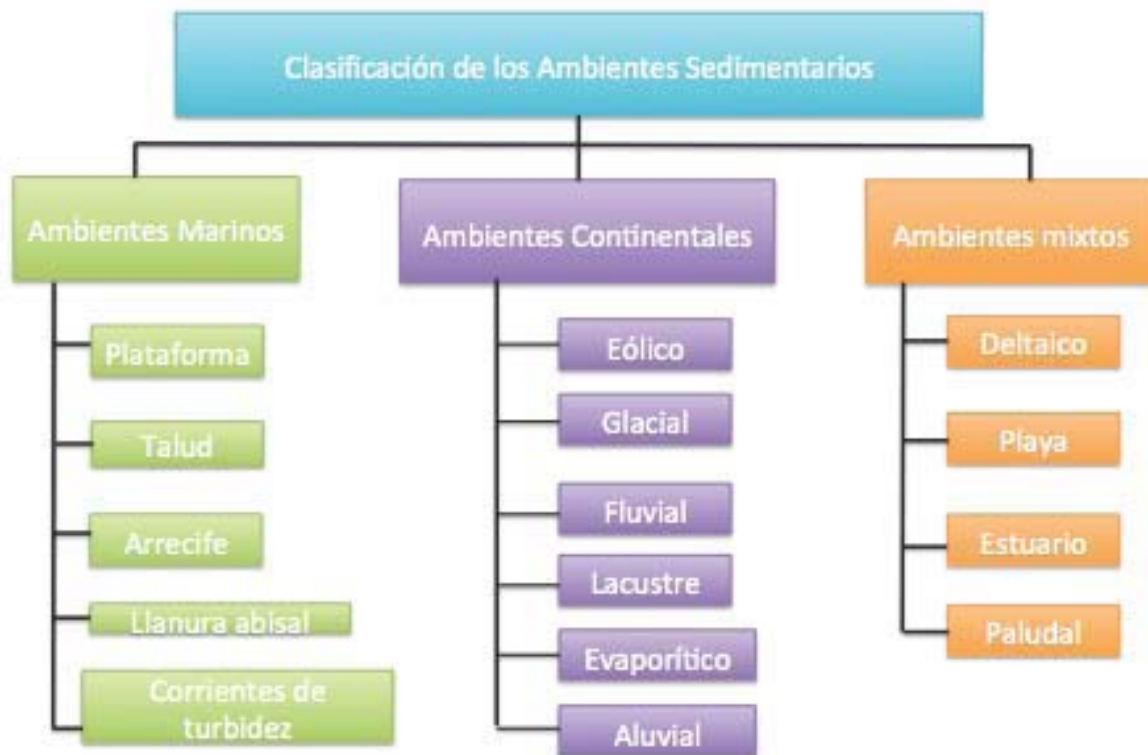 Clasificación de los Ambientes Sedimentarios
Ambientes Marinos
Plataforma
Talud
Arrecife
Llanura abisal
Corrientes de
turbidez
Ambientes Continentales
Eólico
Glacial
Fluvial
Lacustre
Evaporítico
Aluvial
Ambientes mixtos
Deltaico
Playa
Estuario
Paludal